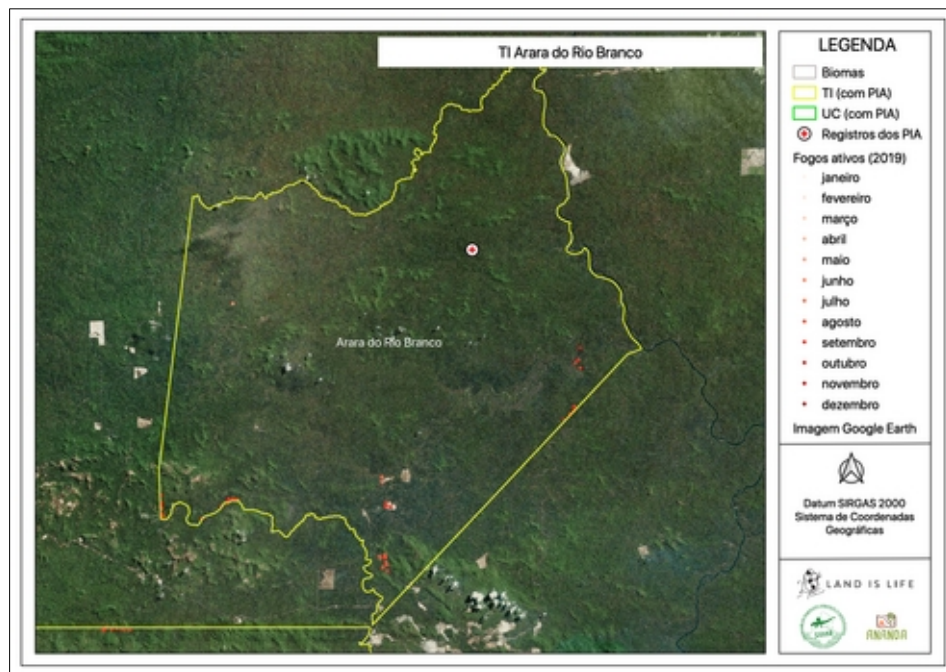 TI Arara do Rio Branco
Arara do Rio Branco
LEGENDA
Biomas
TI (com PIA)
UC (com PIA)
Registros dos PIA
Fogos ativos (2019)
janeiro
fevereiro
março
abril
maio
junho
julho
agosto
setembro
outubro
novembro
dezembro
Imagem Google Earth
Datum SIRGAS 2000
Sistema de Coordenadas
Geográficas
LAND IS LIFE
ANANDA